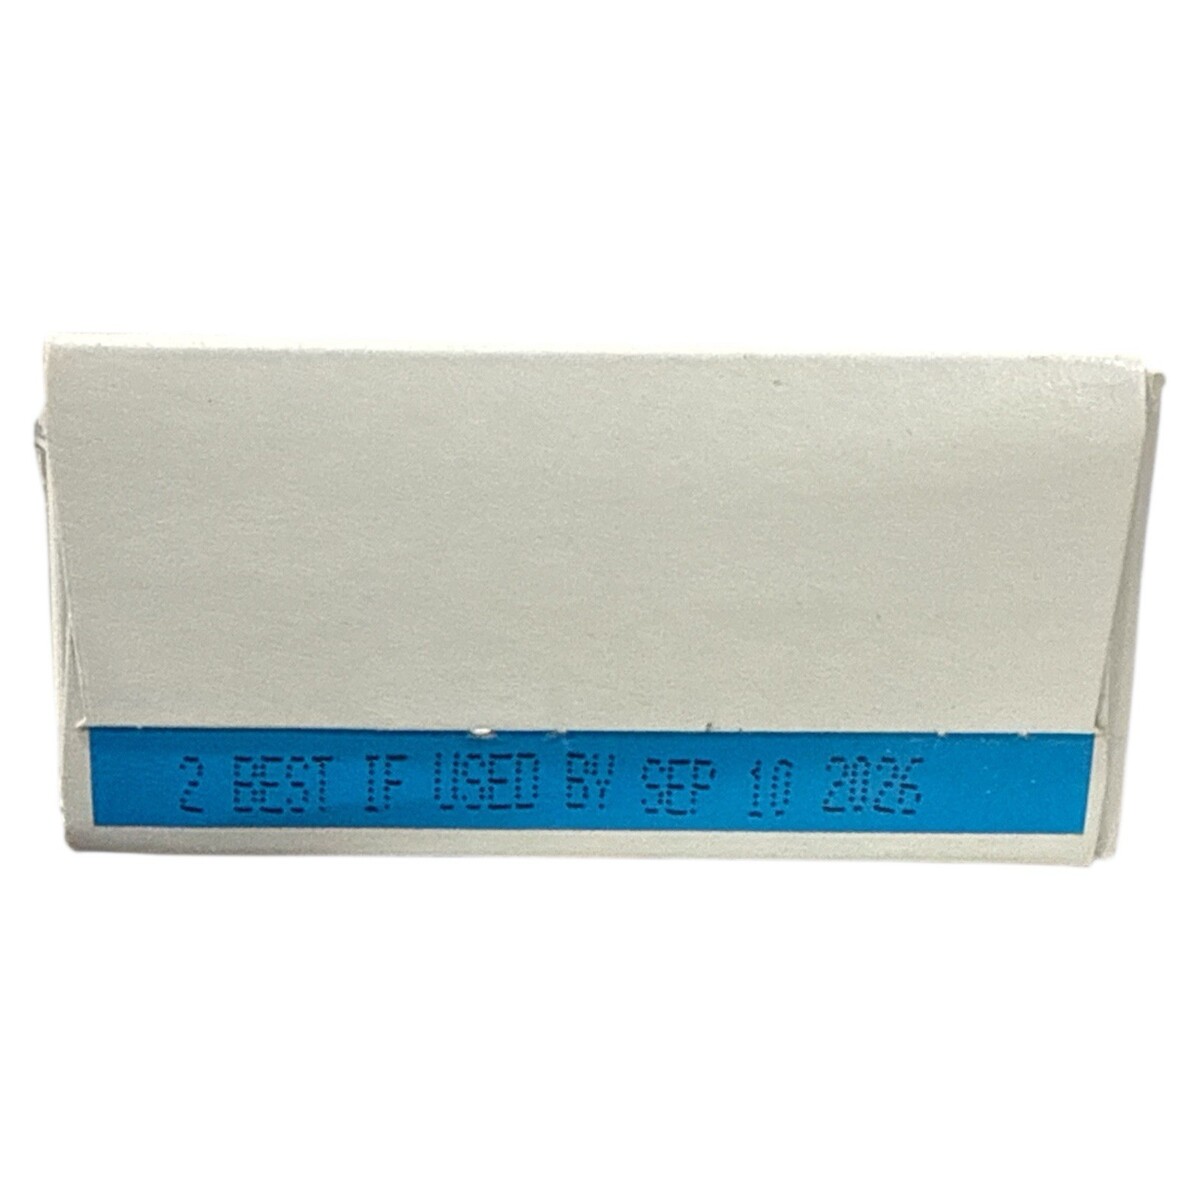 2 BEST IF USED BY SEP 10 2026